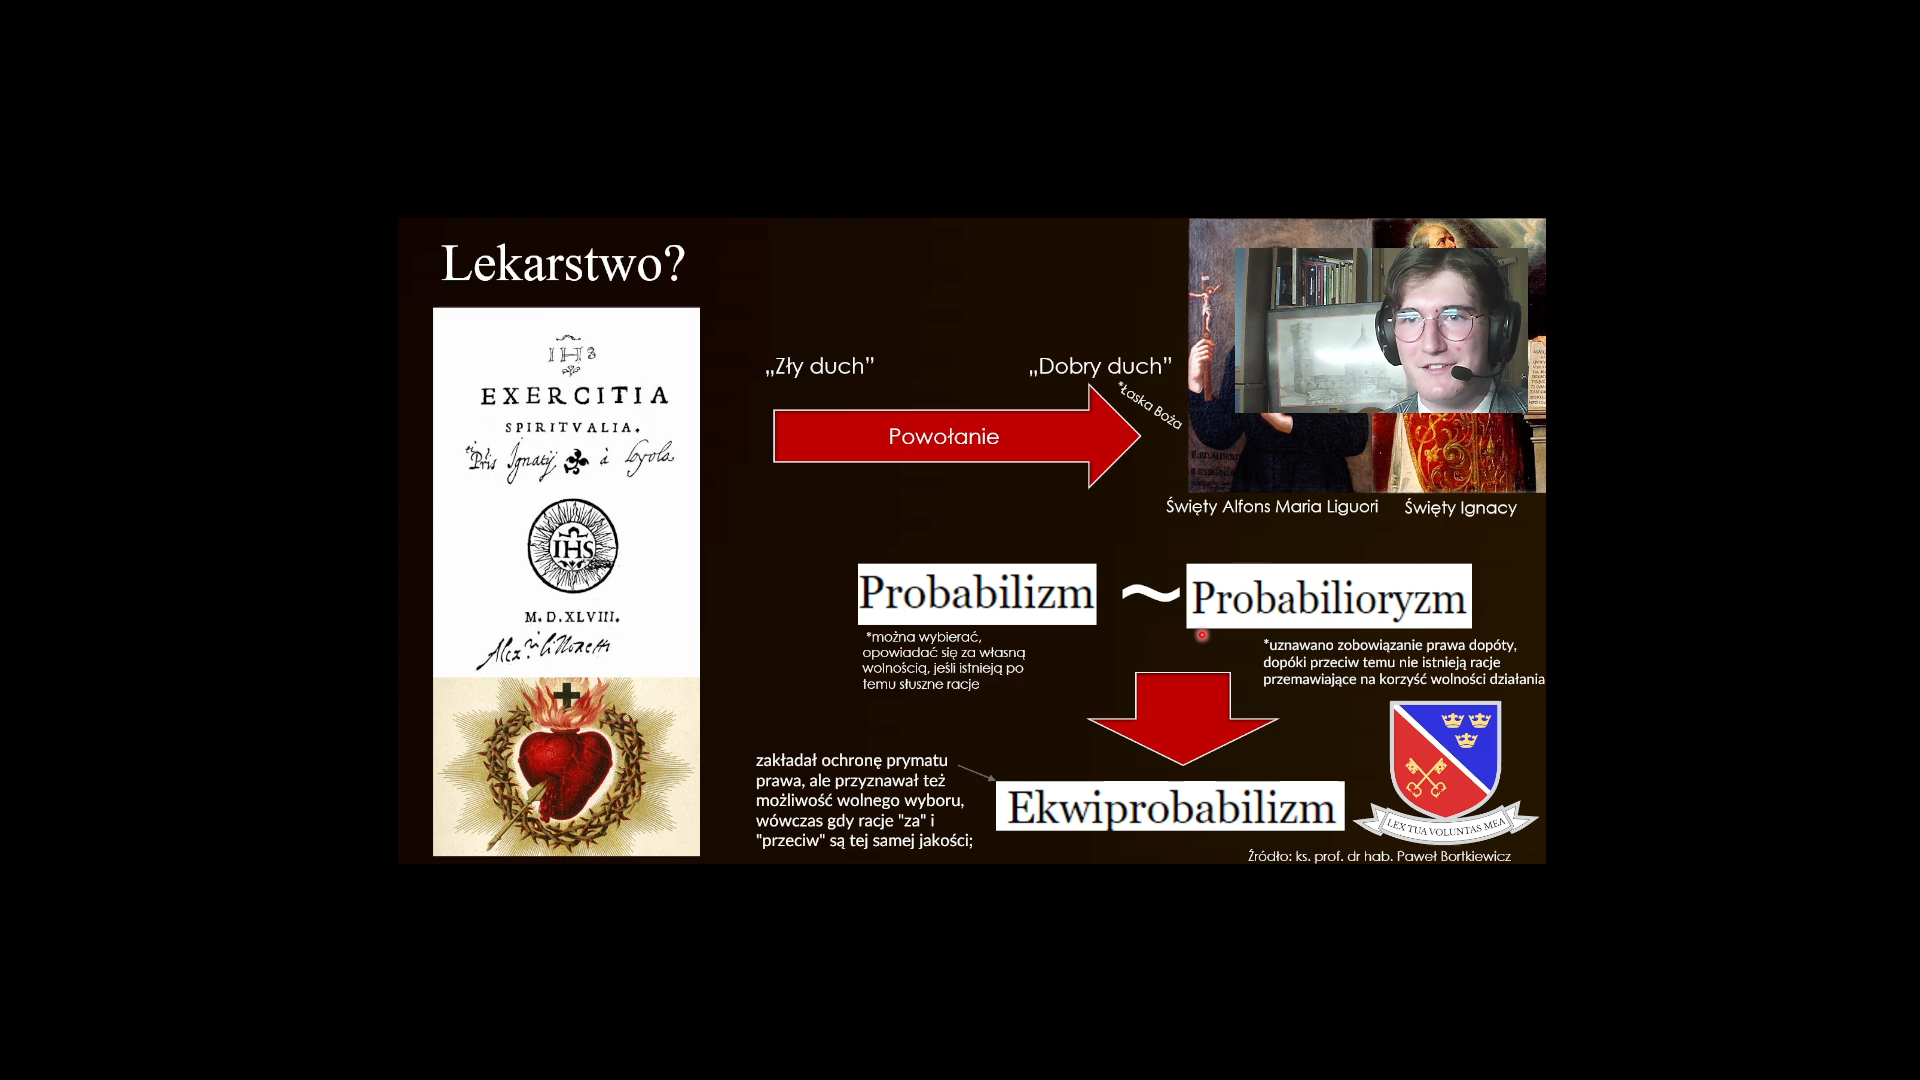 Lekarstwo?
IHS
EXERCITIA
SPIRITVALIA.
Pris Ignatij à Loyola
IHS
M. D. XLVIII.
„Zły duch”
„Dobry duch”
*Łaska Boża
Powołanie
Święty Alfons Maria Liguori
Święty Ignacy
Probabilizm
~
Probabilioryzm
*można wybierać,
opowiadać się za własną
wolnością, jeśli istnieją po
temu słuszne racje
*uznawano zobowiązanie prawa dopóty,
dopóki przeciw temu nie istnieją racje
przemawiające na korzyść wolności działania
zakładał ochronę prymatu
prawa, ale przyznawał też
możliwość wolnego wyboru,
wówczas gdy racje "za" i
"przeciw" są tej samej jakości;
Ekwiprobabilizm
LEX TUA VOLUNTAS MEA
Źródło: ks. prof. dr hab. Paweł Bortkiewicz